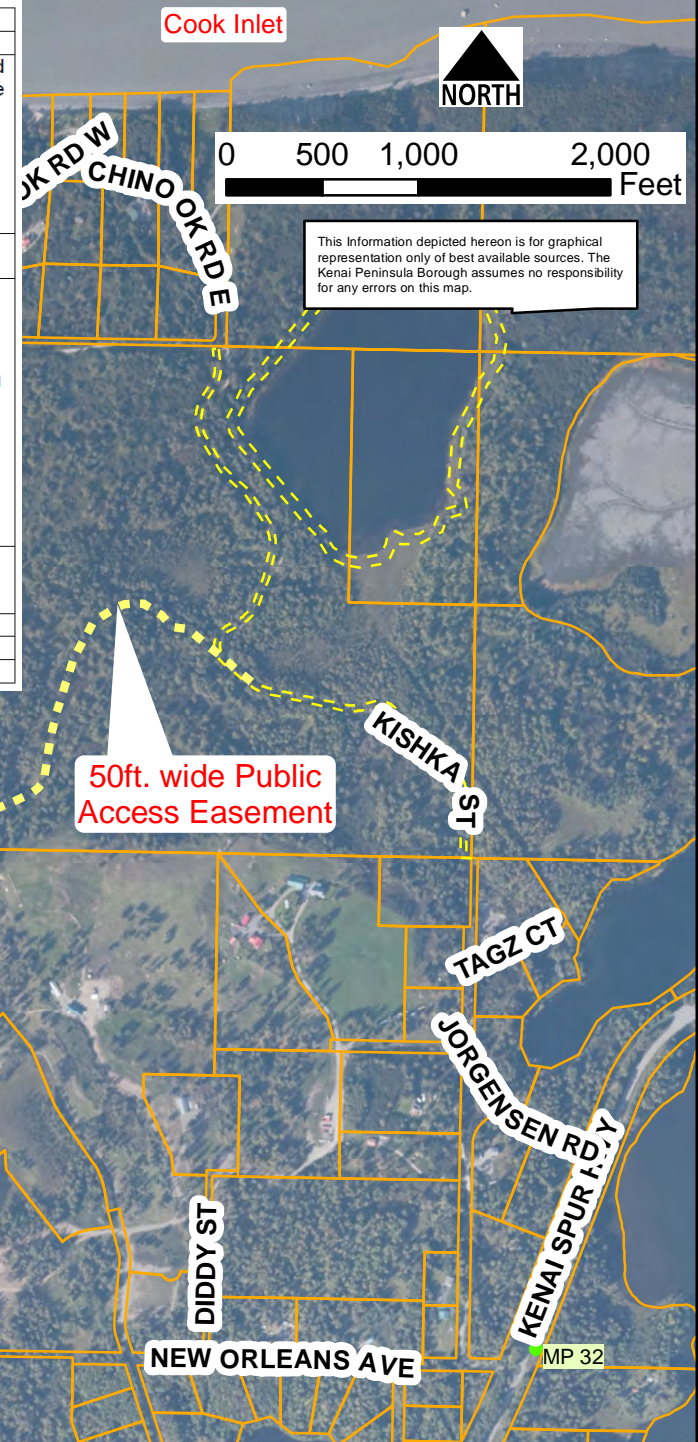 Cook Inlet
NORTH
0 500 1,000 2,000
Feet
OK RD W
CHINOOK RD E
This Information depicted hereon is for graphical
representation only of best available sources. The
Kenai Peninsula Borough assumes no responsibility
for any errors on this map.
50ft. wide Public
Access Easement
KISHKA ST
TAGZ CT
JORGENSEN RD
KENAI SPUR HWY
DIDDY ST
NEW ORLEANS AVE
MP 32